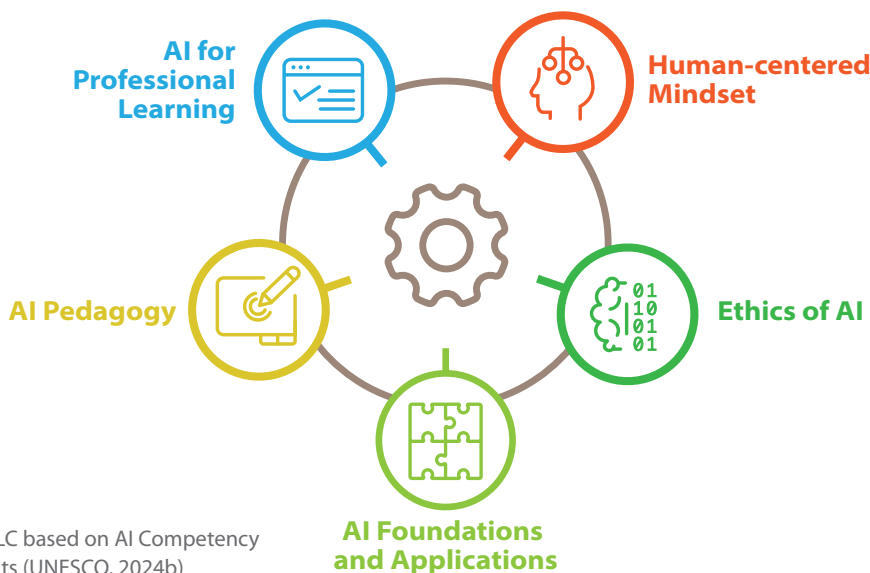 AI for
Professional
Learning
Human-centered
Mindset
AI Pedagogy
01
10
01
01
Ethics of AI
AI Foundations
and Applications
LC based on AI Competency
ts (UNESCO, 2024b)